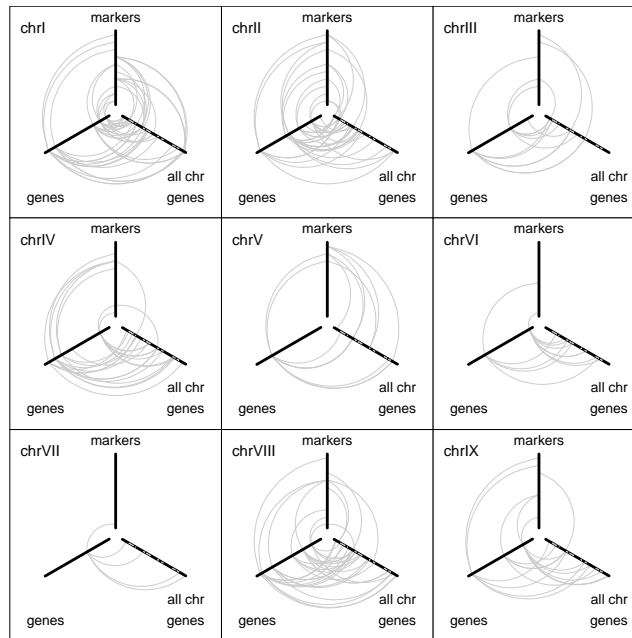 chrI
markers
genes
all chr
genes
chrII
markers
genes
all chr
genes
chrIII
markers
genes
all chr
genes
chrIV
markers
genes
all chr
genes
chrV
markers
genes
all chr
genes
chrVI
markers
genes
all chr
genes
chrVII
markers
genes
all chr
genes
chrVIII
markers
genes
all chr
genes
chrIX
markers
genes
all chr
genes